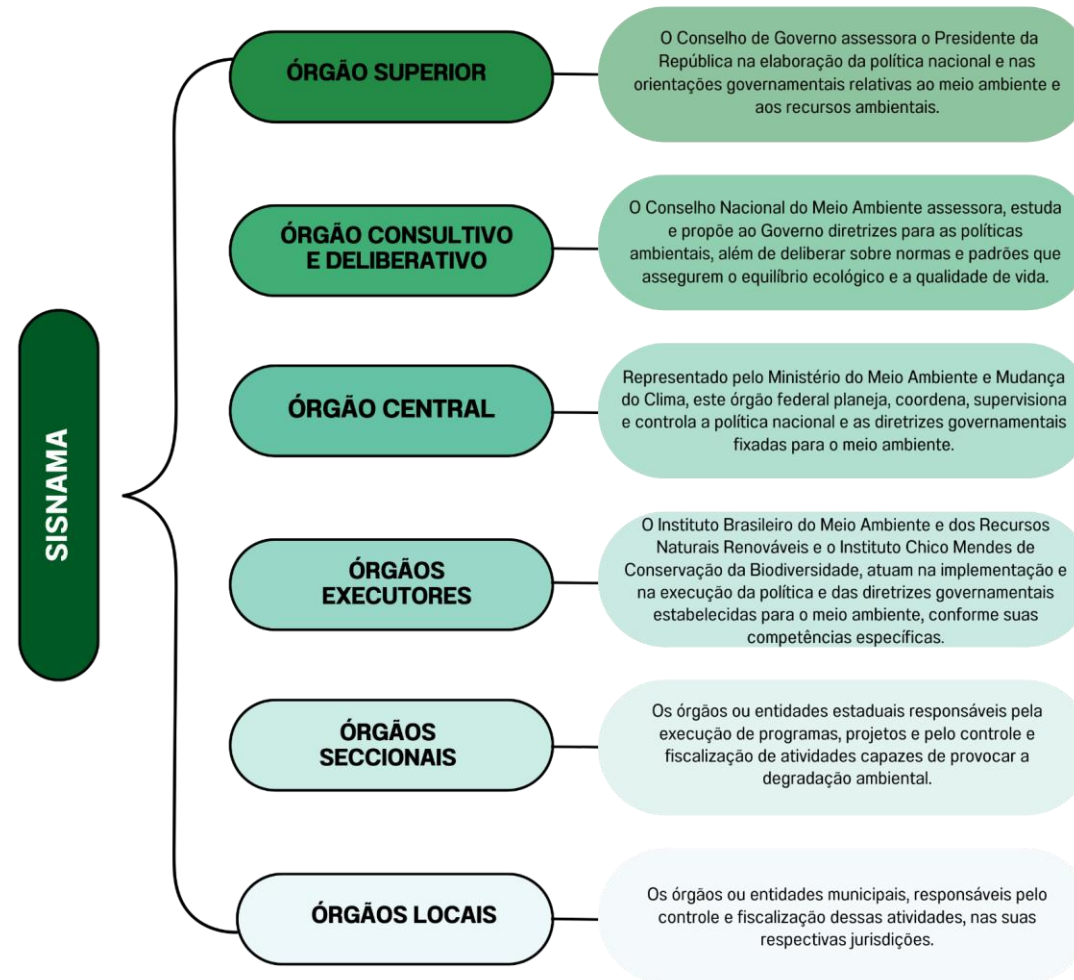 SISNAMA
ÓRGÃO SUPERIOR
O Conselho de Governo assessora o Presidente da
República na elaboração da política nacional e nas
orientações governamentais relativas ao meio ambiente e
aos recursos ambientais.
ÓRGÃO CONSULTIVO
E DELIBERATIVO
O Conselho Nacional do Meio Ambiente assessora, estuda
e propõe ao Governo diretrizes para as políticas
ambientais, além de deliberar sobre normas e padrões que
assegurem o equilíbrio ecológico e a qualidade de vida.
ÓRGÃO CENTRAL
Representado pelo Ministério do Meio Ambiente e Mudança
do Clima, este órgão federal planeja, coordena, supervisiona
e controla a política nacional e as diretrizes governamentais
fixadas para o meio ambiente.
ÓRGÃOS
EXECUTORES
O Instituto Brasileiro do Meio Ambiente e dos Recursos
Naturais Renováveis e o Instituto Chico Mendes de
Conservação da Biodiversidade, atuam na implementação e
na execução da política e das diretrizes governamentais
estabelecidas para o meio ambiente, conforme suas
competências específicas.
ÓRGÃOS
SECCIONAIS
Os órgãos ou entidades estaduais responsáveis pela
execução de programas, projetos e pelo controle e
fiscalização de atividades capazes de provocar a
degradação ambiental.
ÓRGÃOS LOCAIS
Os órgãos ou entidades municipais, responsáveis pelo
controle e fiscalização dessas atividades, nas suas
respectivas jurisdições.